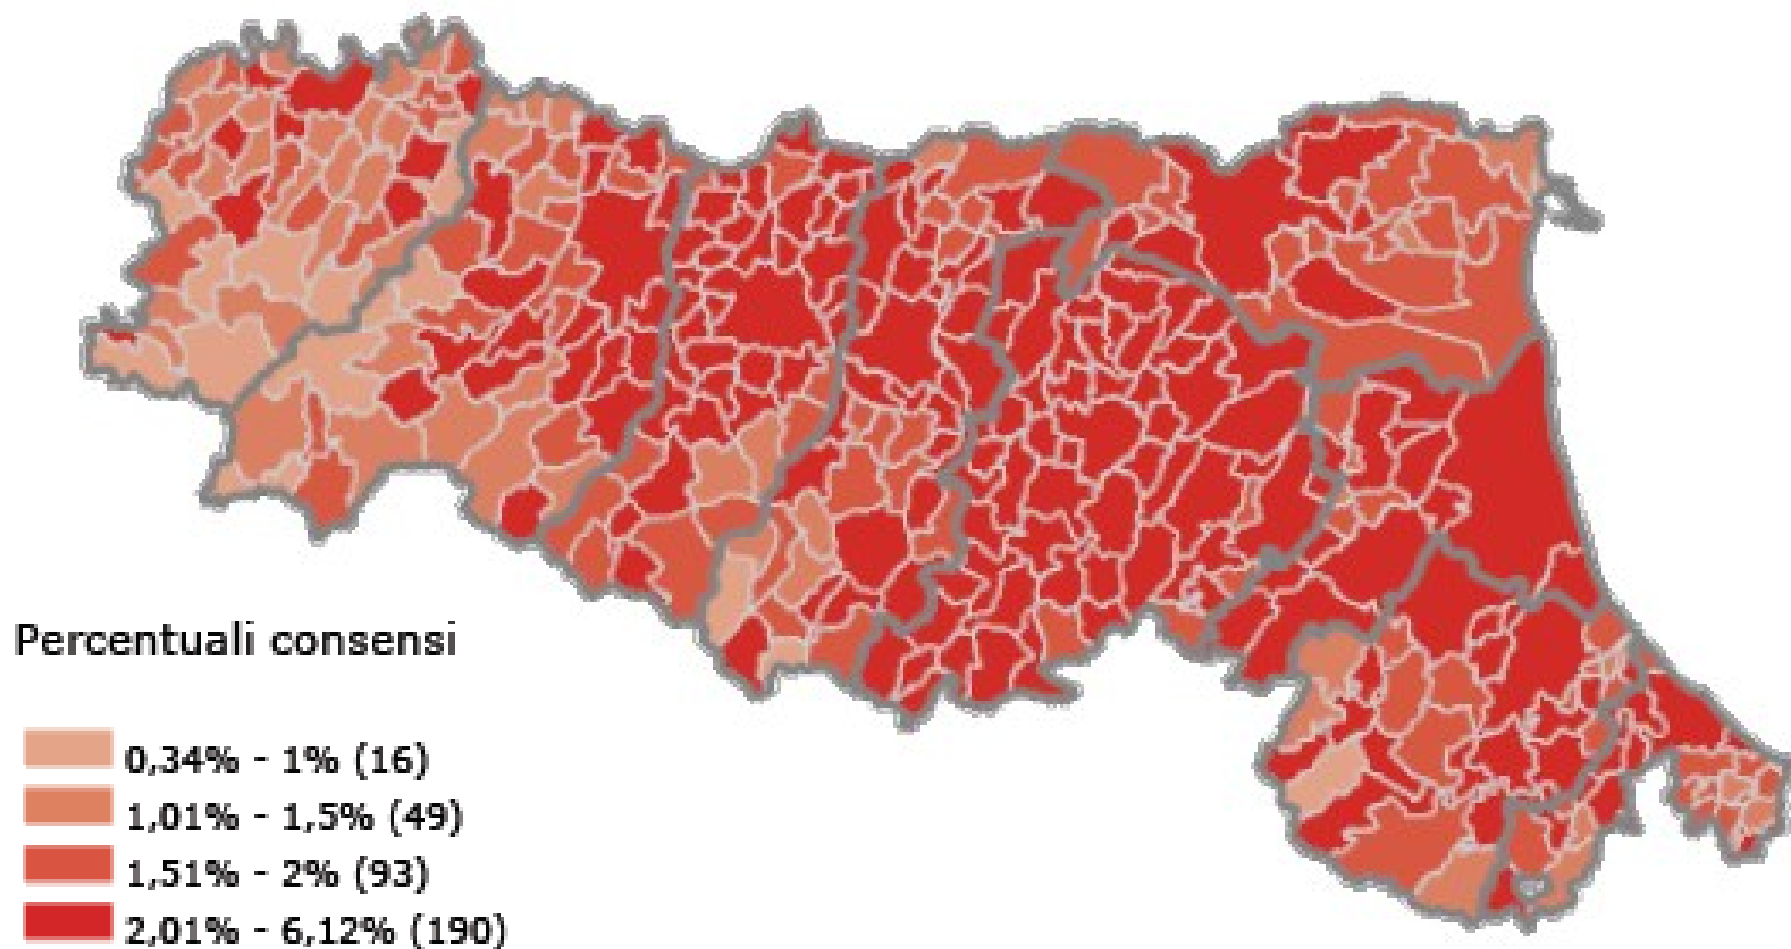 Percentuali consensi
0,34% - 1% (16)
1,01% - 1,5% (49)
1,51% - 2% (93)
2,01% - 6,12% (190)